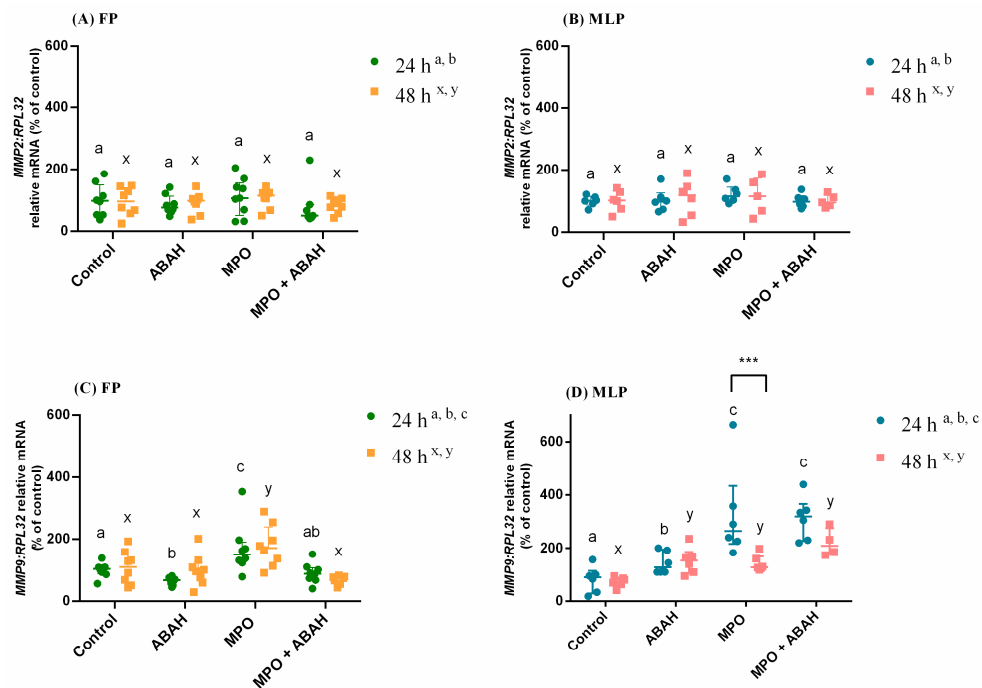 (A) FP
MMP2:RPL32
relative mRNA (% of control)
600
400
200
0
a x a x a x a x
24 h a, b
48 h x, y
Control
ABAH
MPO
MPO + ABAH
(B) MLP
MMP2:RPL32
relative mRNA (% of control)
600
400
200
0
x a x a x a x
a
24 h a, b
48 h x, y
Control
ABAH
MPO
MPO + ABAH
(C) FP
MMP9:RPL32 relative mRNA
(% of control)
600
400
200
0
a x b x c y ab x
24 h a, b, c
48 h x, y
Control
ABAH
MPO
MPO + ABAH
(D) MLP
MMP9:RPL32 relative mRNA
(% of control)
600
400
200
0
***
a x b y c y c y
24 h a, b, c
48 h x, y
Control
ABAH
MPO
MPO + ABAH